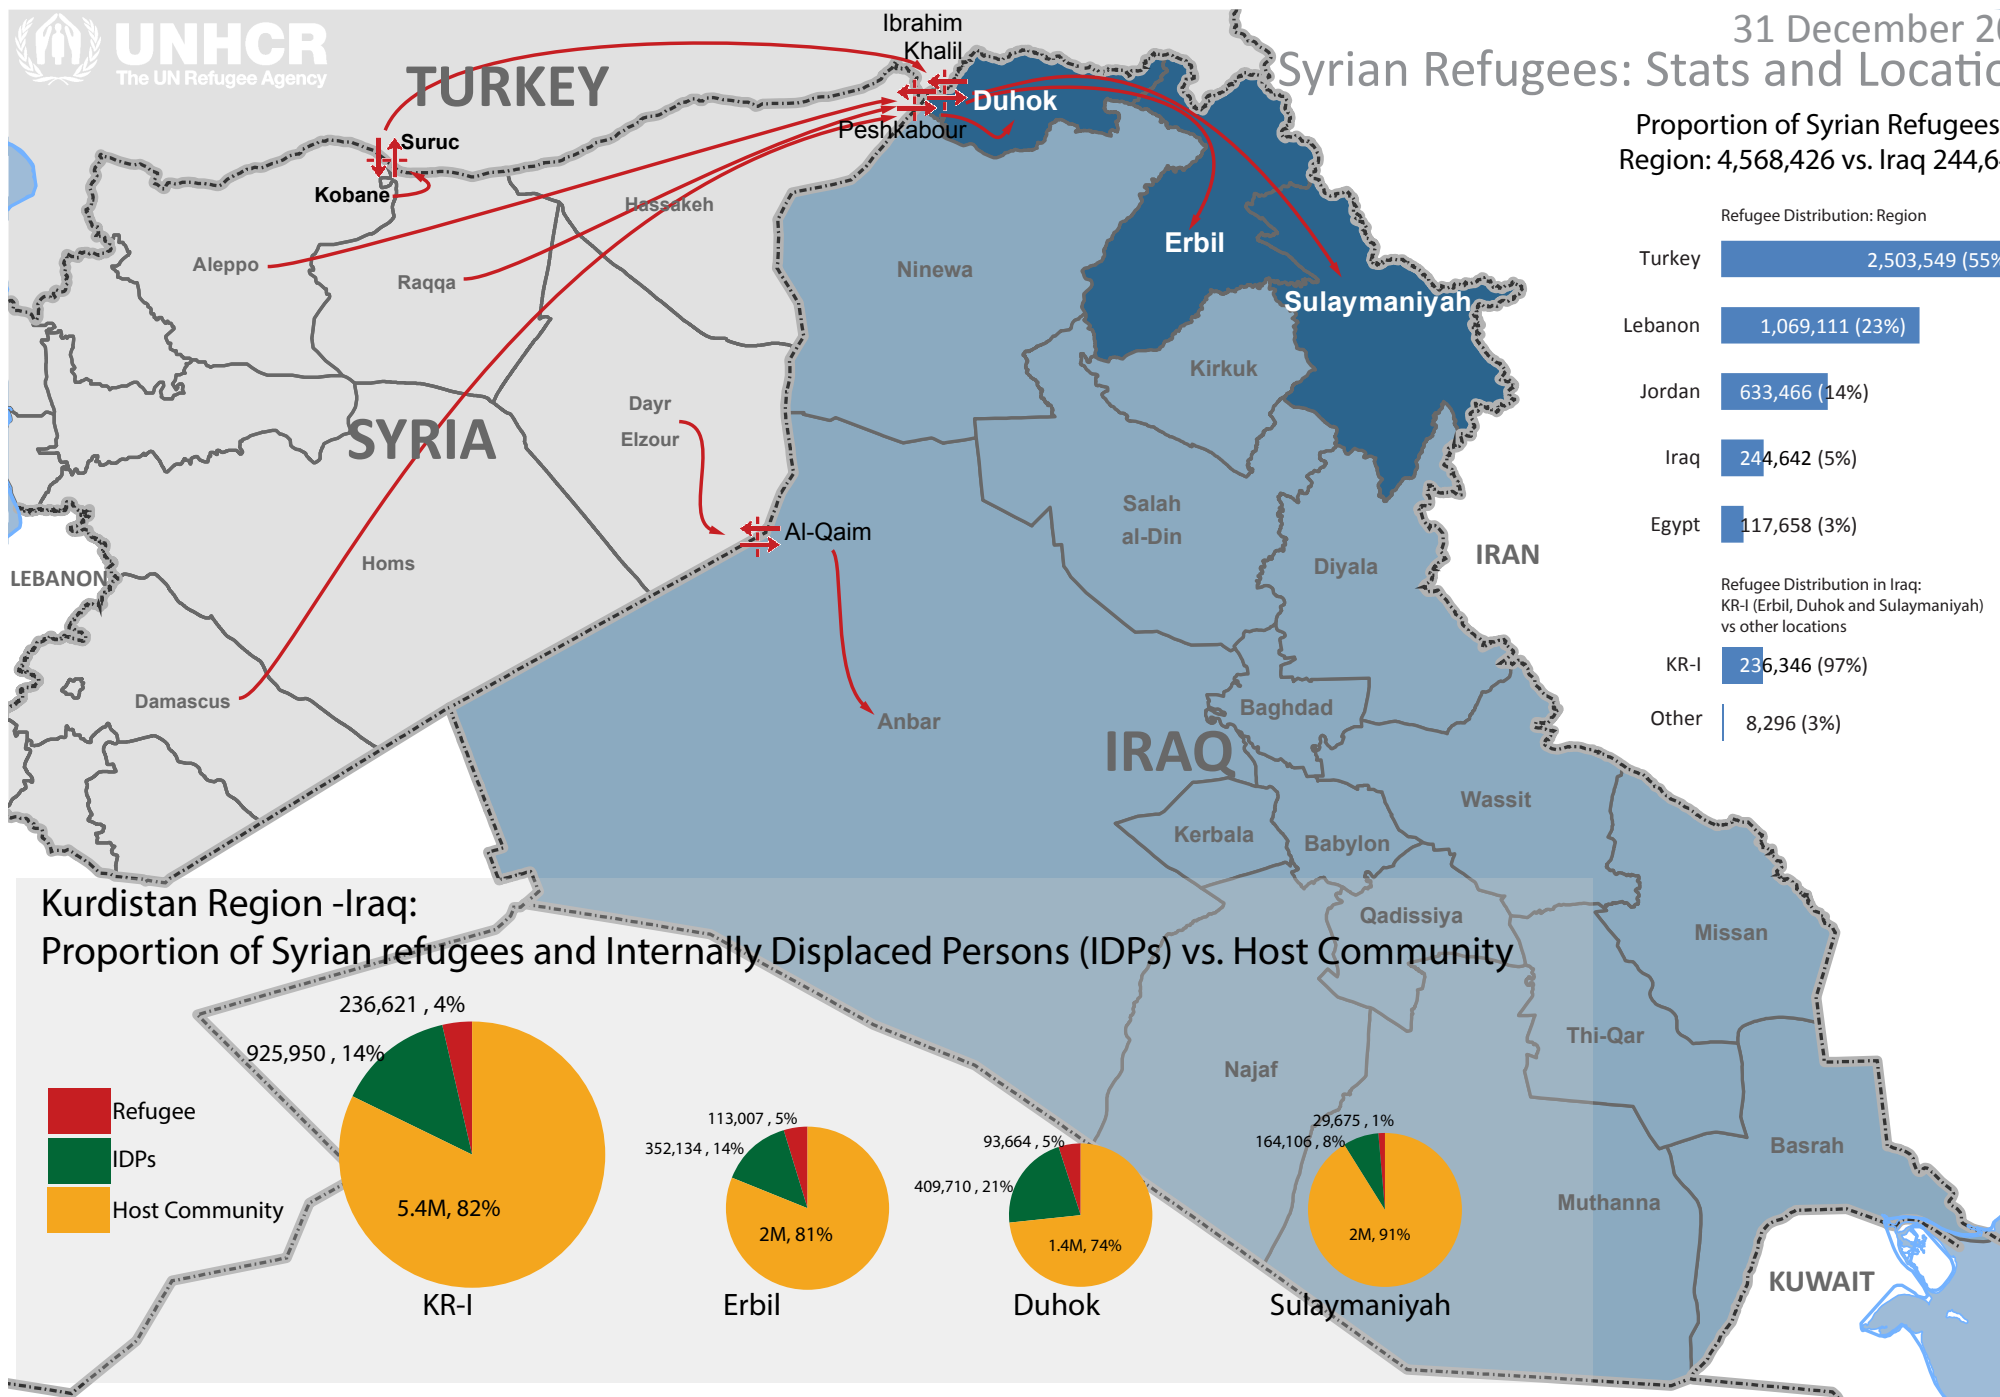 UNHCR
The UN Refugee Agency
31 December
Syrian Refugees: Stats and
Proportion of Syrian Refugees
Region: 4,568,426 vs. Iraq
Refugee Distribution: Region
Turkey 2,503,549 (55%
Lebanon 1,069,111 (23%)
Jordan 633,466 (14%)
Iraq 244,642 (5%)
Egypt 117,658 (3%)
Refugee Distribution in Iraq:
KR-I (Erbil, Duhok and Sulaymaniyah)
vs other locations
KR-I 236,346 (97%)
Other 8,296 (3%)
TURKEY
Ibrahim
Khalil
Duhok
Peshkabour
Suruc
Kobane
Hassakeh
Aleppo
Raqqa
Ninewa
Erbil
Sulaymaniyah
Kirkuk
Dayr
Elzour
SYRIA
Al-Qaim
Salah
al-Din
Diyala
IRAN
Homs
LEBANON
Damascus
Anbar
Baghdad
IRAQ
Wassit
Kerbala
Babylon
Qadissiya
Missan
Thi-Qar
Najaf
Basrah
Muthanna
KUWAIT
Kurdistan Region -Iraq:
Proportion of Syrian refugees and Internally Displaced Persons (IDPs) vs. Host Community
Refugee
IDPs
Host Community
236,621 , 4%
925,950 , 14%
5.4M, 82%
KR-I
113,007 , 5%
352,134 , 14%
2M, 81%
Erbil
93,664 , 5%
409,710 , 21%
1.4M, 74%
Duhok
29,675 , 1%
164,106 , 8%
2M, 91%
Sulaymaniyah